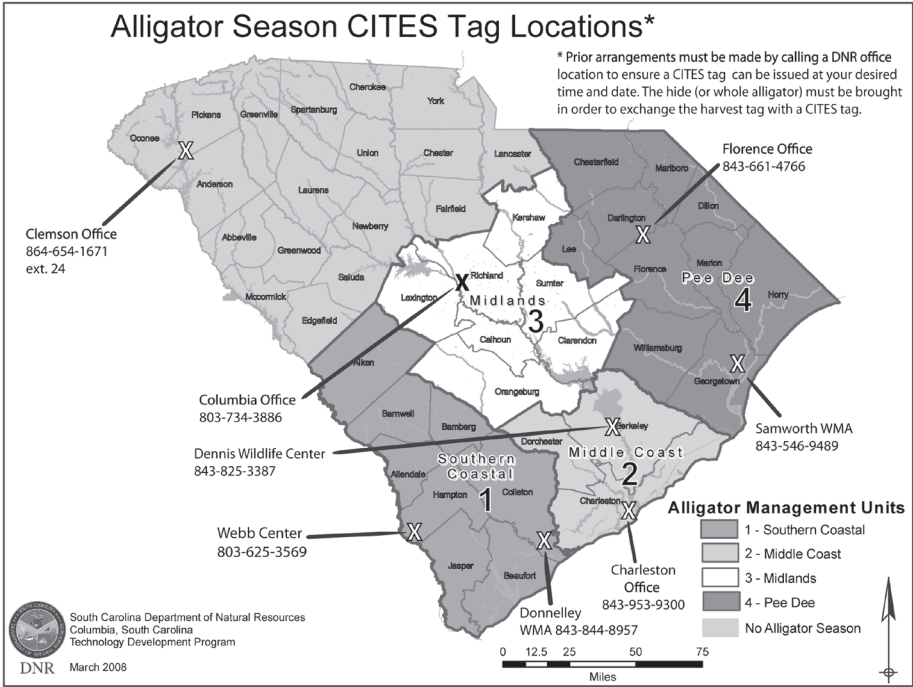 Alligator Season CITES Tag Locations*
* Prior arrangements must be made by calling a DNR office
location to ensure a CITES tag can be issued at your desired
time and date. The hide (or whole alligator) must be brought
in order to exchange the harvest tag with a CITES tag.
Cherokee
York
Pickens
Greenville
Spartanburg
Oconee
Union
Chester
Lancaster
Chesterfield
Marlboro
Florence Office
843-661-4766
Anderson
Laurens
Fairfield
Kershaw
Darlington
Dillon
Clemson Office
864-654-1671
ext. 24
Abbeville
Greenwood
Newberry
Lee
Marion
Florence
Pee Dee
4
Horry
Saluda
Mccormick
Edgefield
Lexington
Richland
Midlands
3
Sumter
Calhoun
Clarendon
Williamsburg
Georgetown
Aiken
Orangeburg
Columbia Office
803-734-3886
Barnwell
Bamberg
Berkeley
Samworth WMA
843-546-9489
Dennis Wildlife Center
843-825-3387
Dorchester
Middle Coast
2
Southern
Coastal
1
Allendale
Hampton
Colleton
Charleston
Webb Center
803-625-3569
Jasper
Beaufort
Charleston
Office
843-953-9300
Donnelley
WMA 843-844-8957
Alligator Management Units
1 - Southern Coastal
2 - Middle Coast
3 - Midlands
4 - Pee Dee
No Alligator Season
South Carolina Department of Natural Resources
Columbia, South Carolina
Technology Development Program
DNR
March 2008
0 12.5 25 50 75
Miles